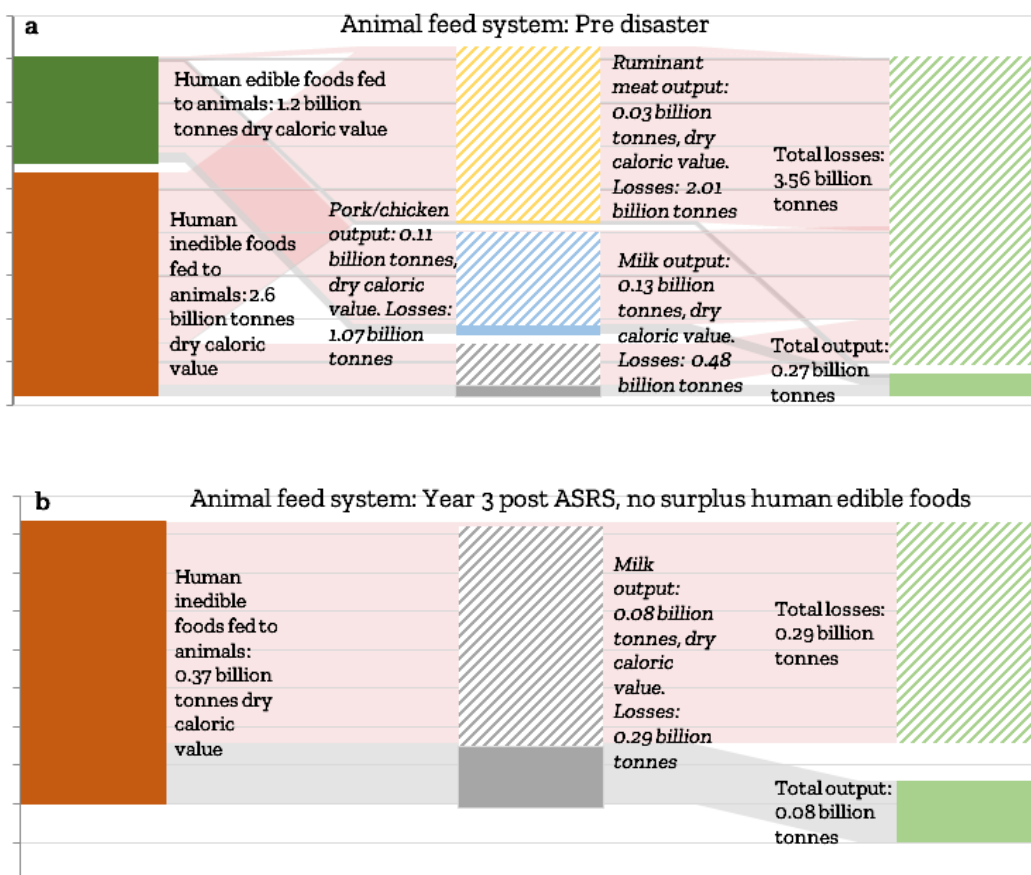 a
Animal feed system: Pre disaster
Human edible foods fed
to animals: 1.2 billion
tonnes dry caloric value
Human
inedible foods
fed to
animals: 2.6
billion tonnes
dry caloric
value
Pork/chicken
output: 0.11
billion tonnes,
dry caloric
value. Losses:
1.07 billion
tonnes
Ruminant
meat output:
0.03 billion
tonnes, dry
caloric value.
Losses: 2.01
billion tonnes
Milk output:
0.13 billion
tonnes, dry
caloric value.
Losses: 0.48
billion tonnes
Total losses:
3.56 billion
tonnes
Total output:
0.27 billion
tonnes
b
Animal feed system: Year 3 post ASRS, no surplus human edible foods
Human
inedible
foods fed to
animals:
0.37 billion
tonnes dry
caloric
value
Milk
output:
0.08 billion
tonnes, dry
caloric
value.
Losses:
0.29 billion
tonnes
Total losses:
0.29 billion
tonnes
Total output:
0.08 billion
tonnes